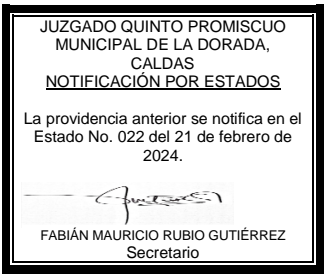 JUZGADO QUINTO PROMISCUO
MUNICIPAL DE LA DORADA,
CALDAS
NOTIFICACIÓN POR ESTADOS
La providencia anterior se notifica en el
Estado No. 022 del 21 de febrero de
2024.
FABIÁN MAURICIO RUBIO GUTIÉRREZ
Secretario